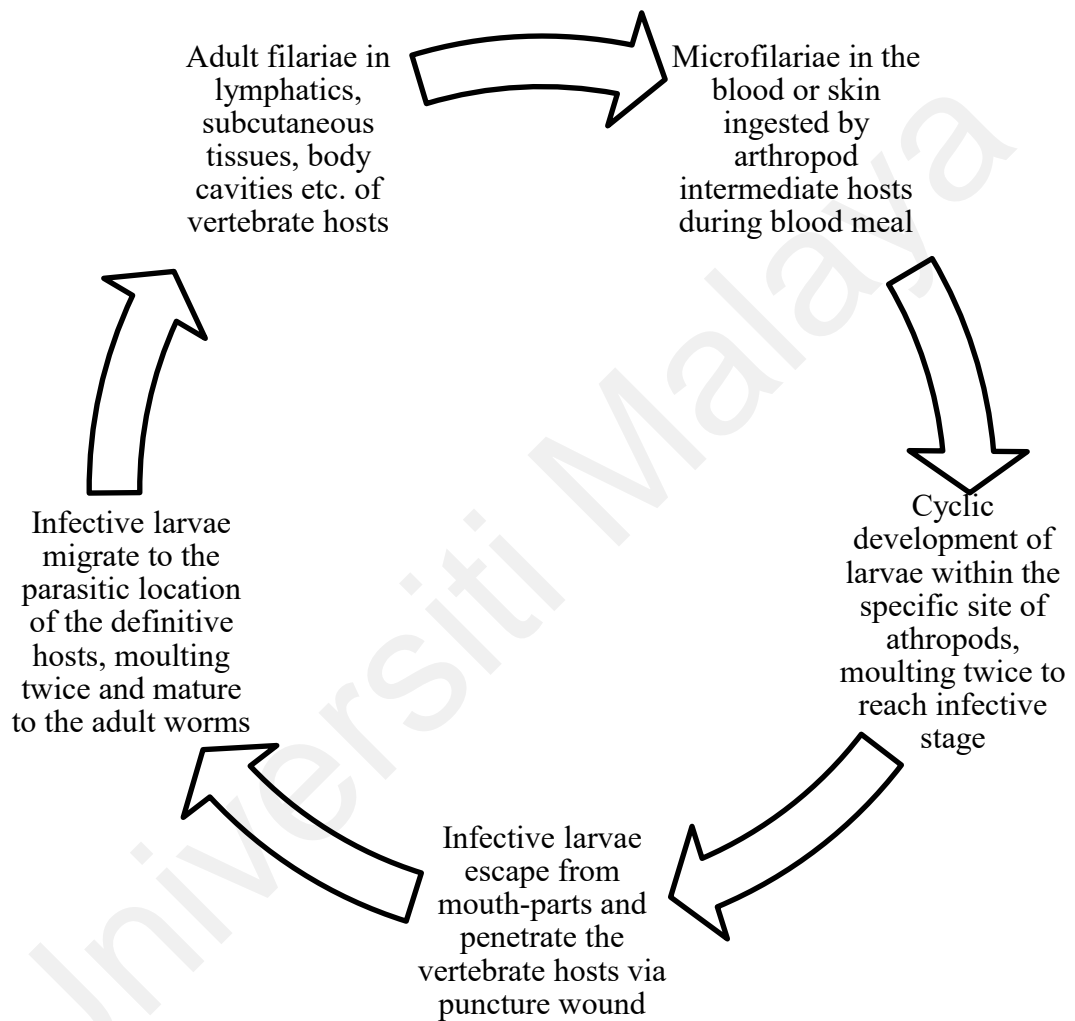 Adult filariae in
lymphatics,
subcutaneous
tissues, body
cavities etc. of
vertebrate hosts
Microfilariae in the
blood or skin
ingested by
arthropod
intermediate hosts
during blood meal
Cyclic
development of
larvae within the
specific site of
athropods,
moulting twice to
reach infective
stage
Infective larvae
escape from
mouth-parts and
penetrate the
vertebrate hosts via
puncture wound
Infective larvae
migrate to the
parasitic location
of the definitive
hosts, moulting
twice and mature
to the adult worms
Universiti Malaya